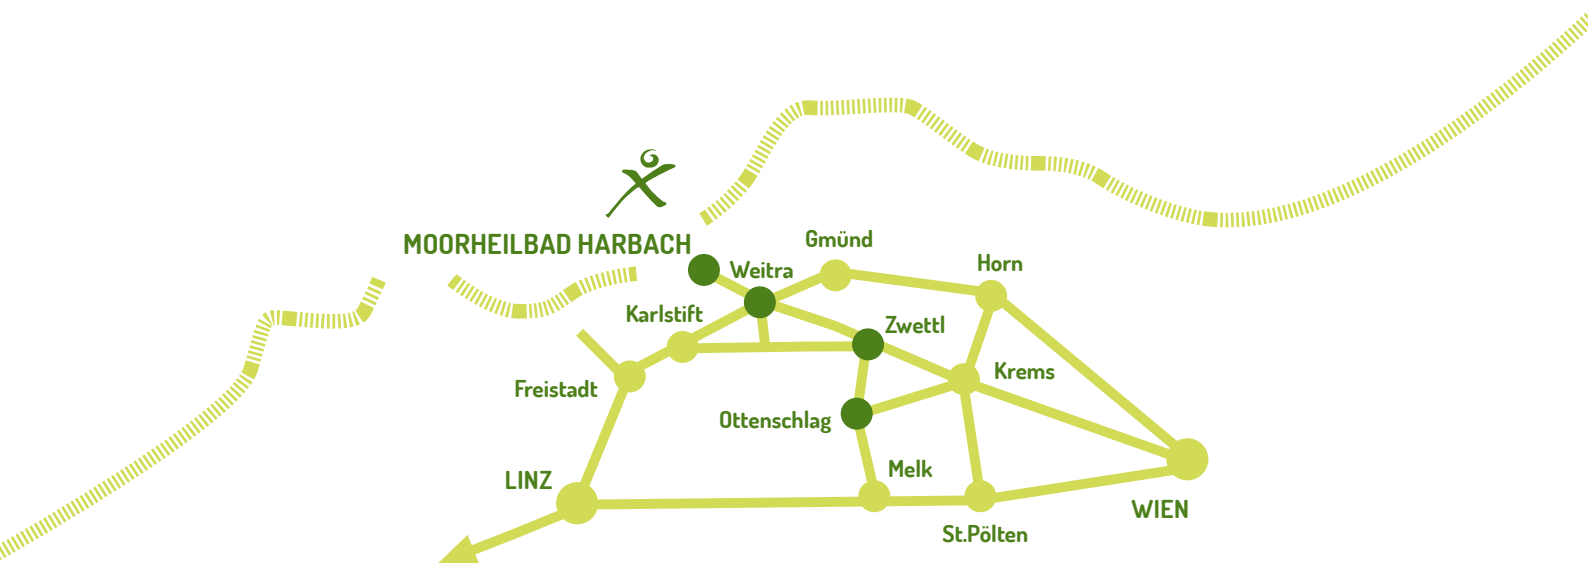 MOORHEILBAD HARBACH
Gmünd
Weitra
Horn
Karlstift
Zwettl
Freistadt
Krems
Ottenschlag
LINZ
Melk
WIEN
St.Pölten